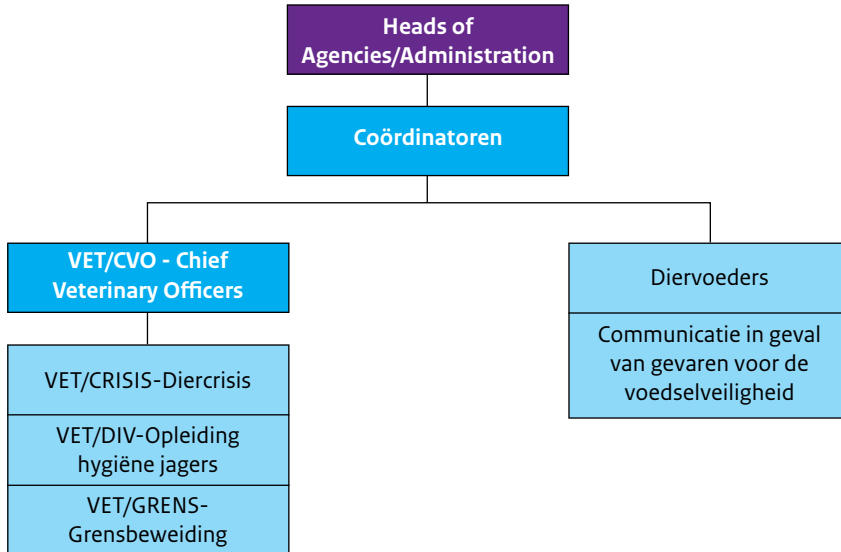 Heads of
Agencies/Administration
Coördinatoren
VET/CVO - Chief
Veterinary Officers
VET/CRISIS-Diercrisis
VET/DIV-Opleiding
hygiëne jagers
VET/GRENS-
Grensbeweiding
Diervoeders
Communicatie in geval
van gevaren voor de
voedselveiligheid